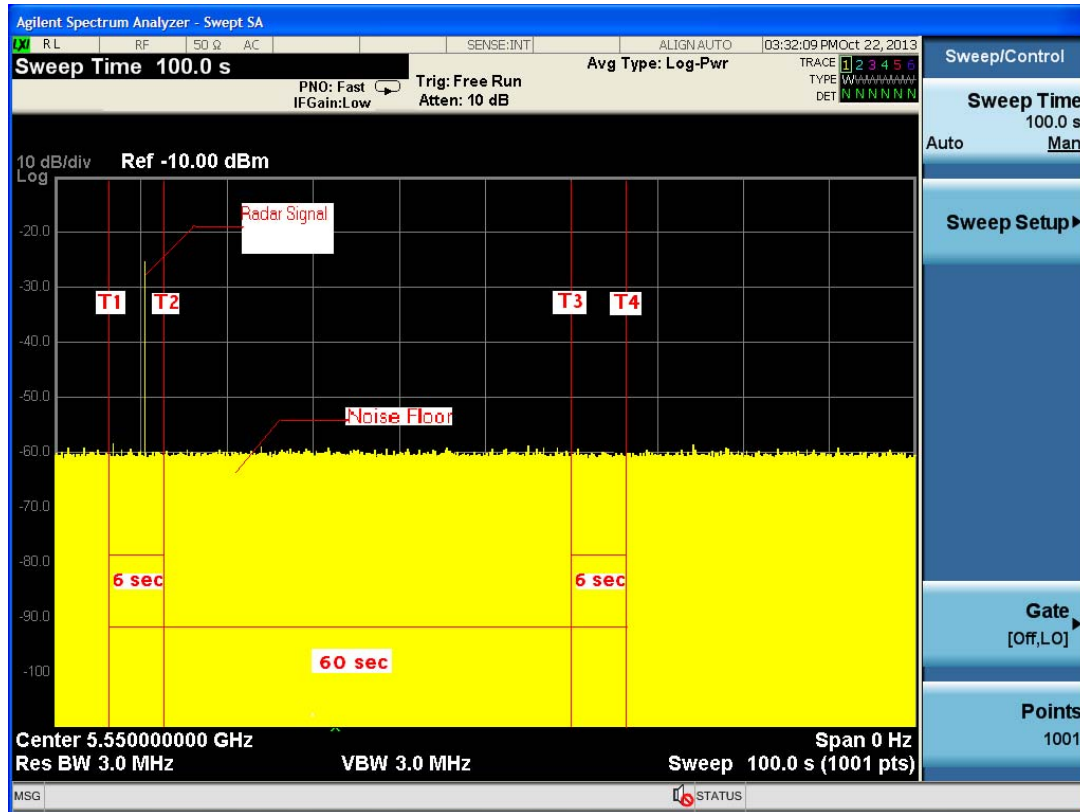 Agilent Spectrum Analyzer - Swept SA
LXI RL RF 50 Ω AC SENSE:INT ALIGNAUTO 03:32:09 PMOct 22, 2013
Sweep Time 100.0 s
Avg Type: Log-Pwr
TRACE 1 2 3 4 5 6
PNO: Fast Trig: Free Run
TYPE WWWWWW
IFGain:Low Atten: 10 dB
DET N N N N N N
10 dB/div Ref -10.00 dBm
Log
Radar Signal
-20.0
-30.0
T1 T2 T3 T4
-40.0
-50.0
Noise Floor
-60.0
-70.0
-80.0
6 sec 6 sec
-90.0
60 sec
-100
Center 5.550000000 GHz Span 0 Hz
Res BW 3.0 MHz VBW 3.0 MHz Sweep 100.0 s (1001 pts)
MSG STATUS
Sweep/Control
Sweep Time
100.0 s
Auto Man
Sweep Setup
Gate
[Off,LO]
Points
1001